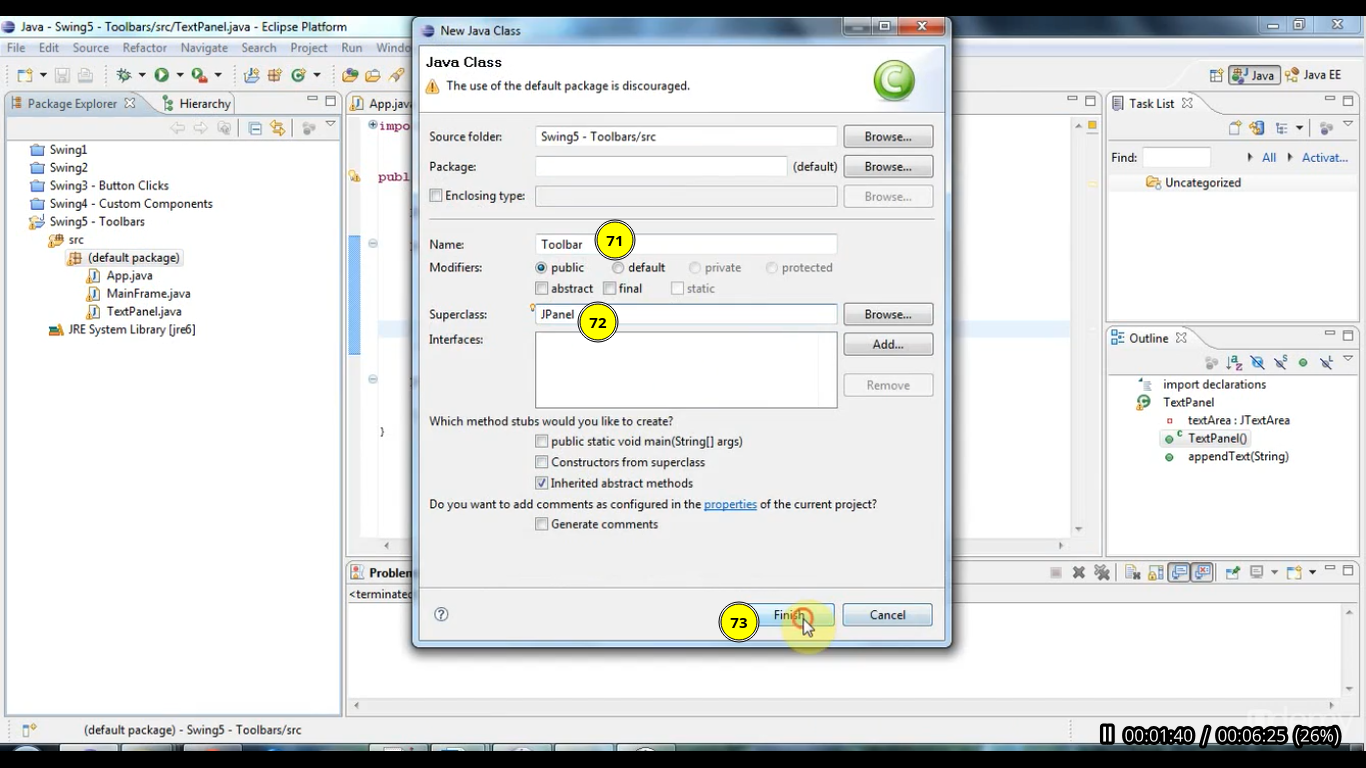 Java - Swing5 - Toolbars/src/TextPanel.java - Eclipse Platform
File Edit Source Refactor Navigate Search Project Run Windo
Java Java EE
Package Explorer Hierarchy
Swing1
Swing2
Swing3 - Button Clicks
Swing4 - Custom Components
Swing5 - Toolbars
src
(default package)
App.java
MainFrame.java
TextPanel.java
JRE System Library [jre6]
App.java
impo
publ
}
New Java Class
Java Class
The use of the default package is discouraged.
Source folder: Swing5 - Toolbars/src Browse...
Package: (default) Browse...
Enclosing type: Browse...
Name: Toolbar 71
Modifiers: public default private protected
abstract final static
Superclass: JPanel 72 Browse...
Interfaces: Add...
Remove
Which method stubs would you like to create?
public static void main(String[] args)
Constructors from superclass
Inherited abstract methods
Do you want to add comments as configured in the properties of the current project?
Generate comments
73 Finish Cancel
Task List
Find: All Activat...
Uncategorized
Outline
import declarations
TextPanel
textArea : JTextArea
TextPanel()
appendText(String)
Problen
<terminated
(default package) - Swing5 - Toolbars/src
00:01:40 / 00:06:25 (26%)